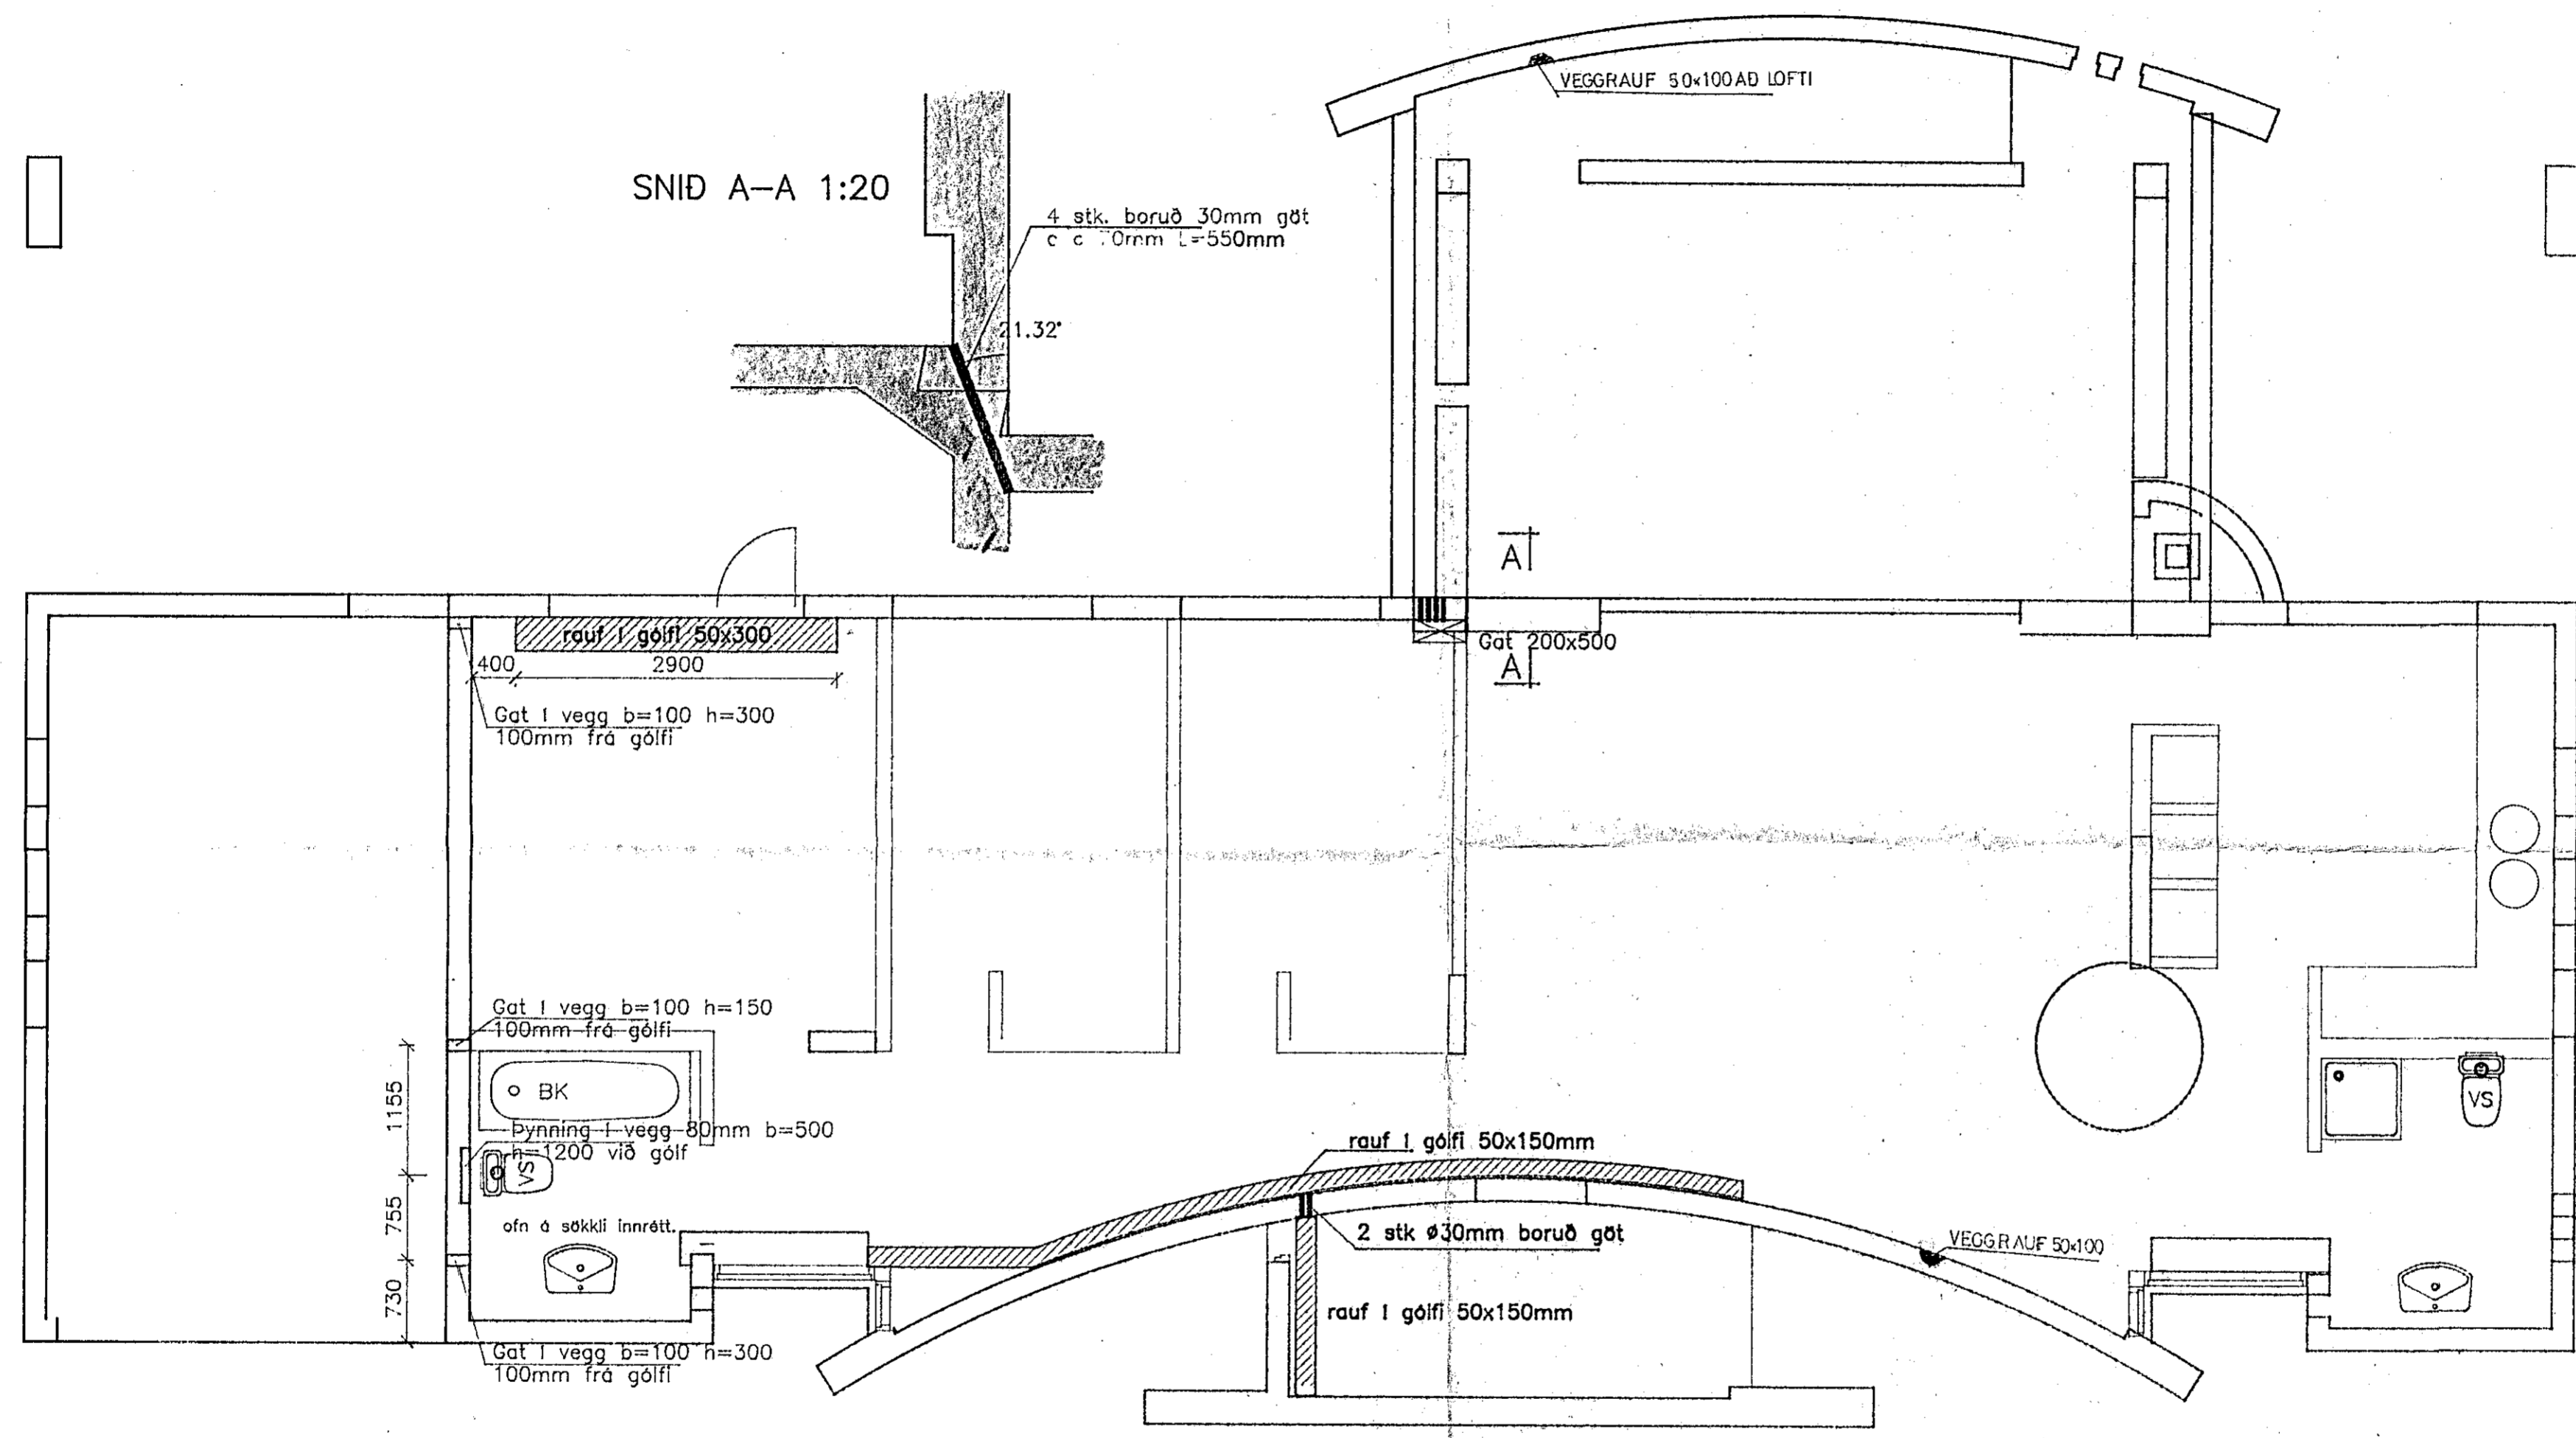 VEGGRAUF 50x100 AÐ LOFTI
SNIÐ A-A 1:20
4 stk. boruð 30mm göt
c c 70mm L=550mm
21.32°
A
rauf í gólfi 50x300
400
2900
Gat 200x500
A
Gat í vegg b=100 h=300
100mm frá gólfi
Gat í vegg b=100 h=150
100mm frá gólfi
1155
BK
VS
Þynning í vegg 80mm b=500
h=1200 við gólf
VS
rauf í gólfi 50x150mm
755
ofn á sökkli innrétt.
2 stk ø30mm boruð göt
VEGGRAUF 50x100
730
rauf í gólfi 50x150mm
Gat í vegg b=100 h=300
100mm frá gólfi